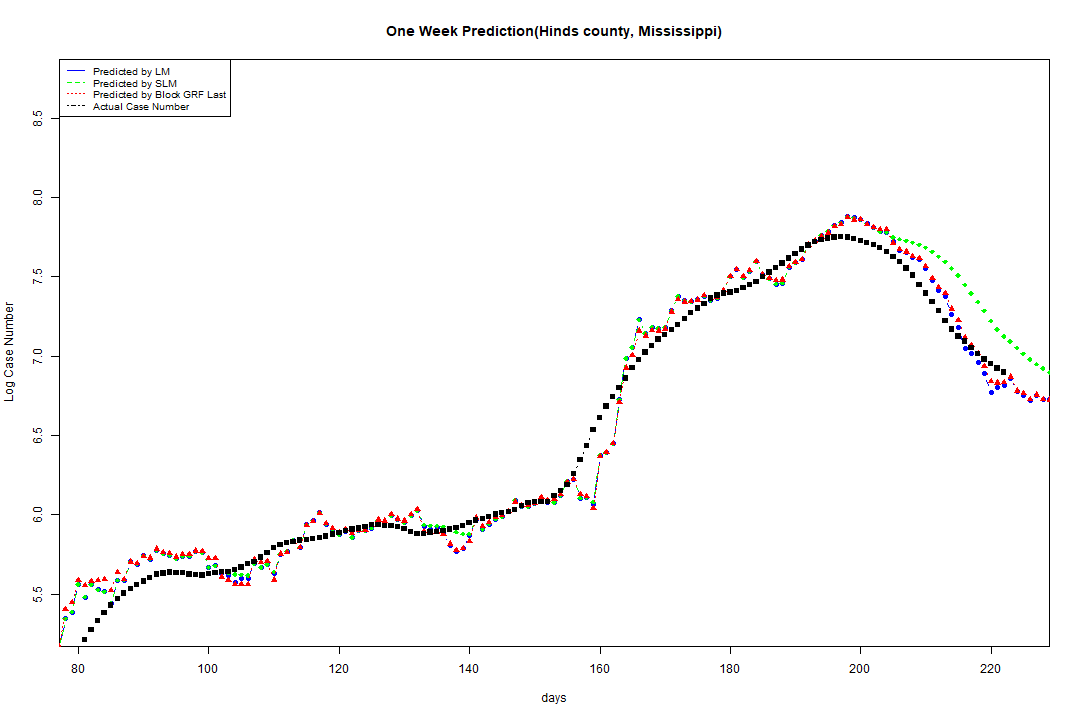 One Week Prediction(Hinds county, Mississippi)
Predicted by LM
Predicted by SLM
Predicted by Block GRF Last
Actual Case Number
8.5
8.0
7.5
7.0
6.5
6.0
5.5
Log Case Number
80 100 120 140 160 180 200 220
days